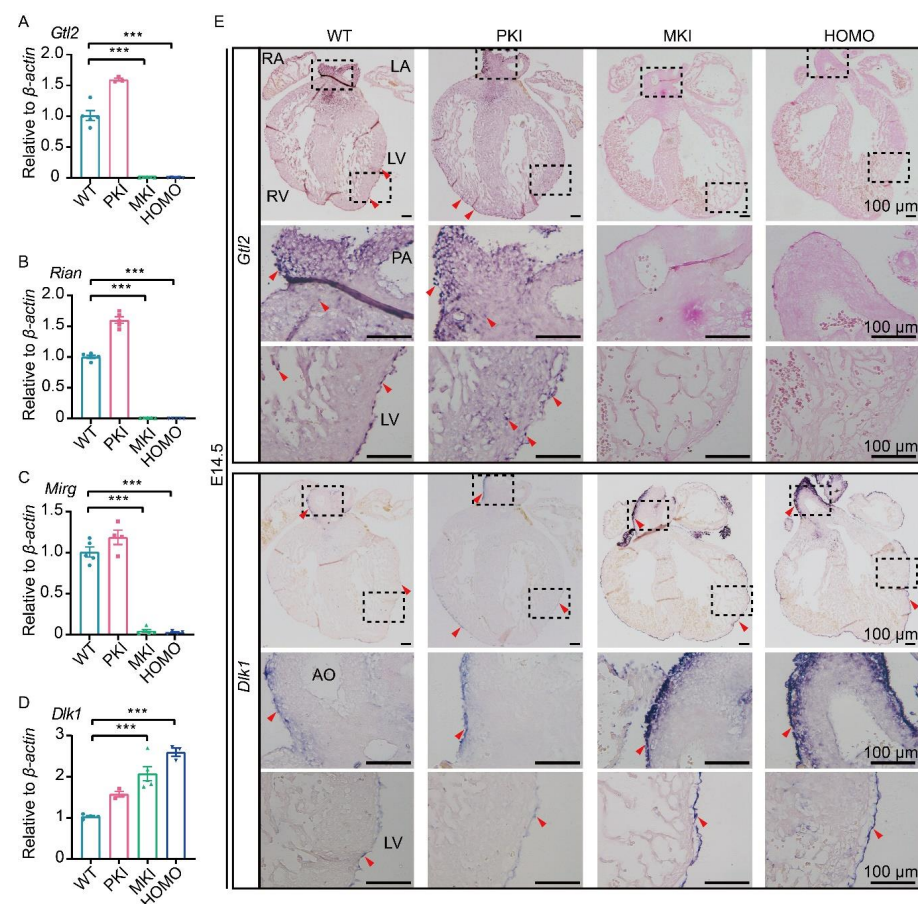 A
Gtl2
Relative to β-actin
2.0
1.5
1.0
0.5
0
***
***
WT
PKI
MKI
HOMO
B
Rian
Relative to β-actin
2.0
1.5
1.0
0.5
0
***
***
WT
PKI
MKI
HOMO
C
Mirg
Relative to β-actin
1.5
1.0
0.5
0
***
***
WT
PKI
MKI
HOMO
D
Dlk1
Relative to β-actin
3
2
1
0
***
***
WT
PKI
MKI
HOMO
E
WT PKI MKI HOMO
E14.5
Gtl2
RA
LA
LV
RV
100 μm
PA
100 μm
LV
100 μm
Dlk1
100 μm
AO
100 μm
LV
100 μm